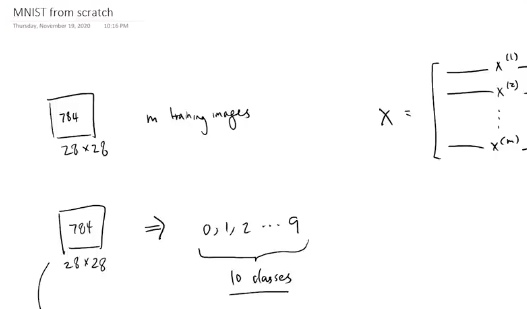 MNIST from scratch
Thursday, November 19, 2020 10:15 PM
784
28×28
m training images
X =
x^(1)
x^(2)
⋮
x^(m)
784
28×28
⇒ 0, 1, 2 ... 9
10 classes